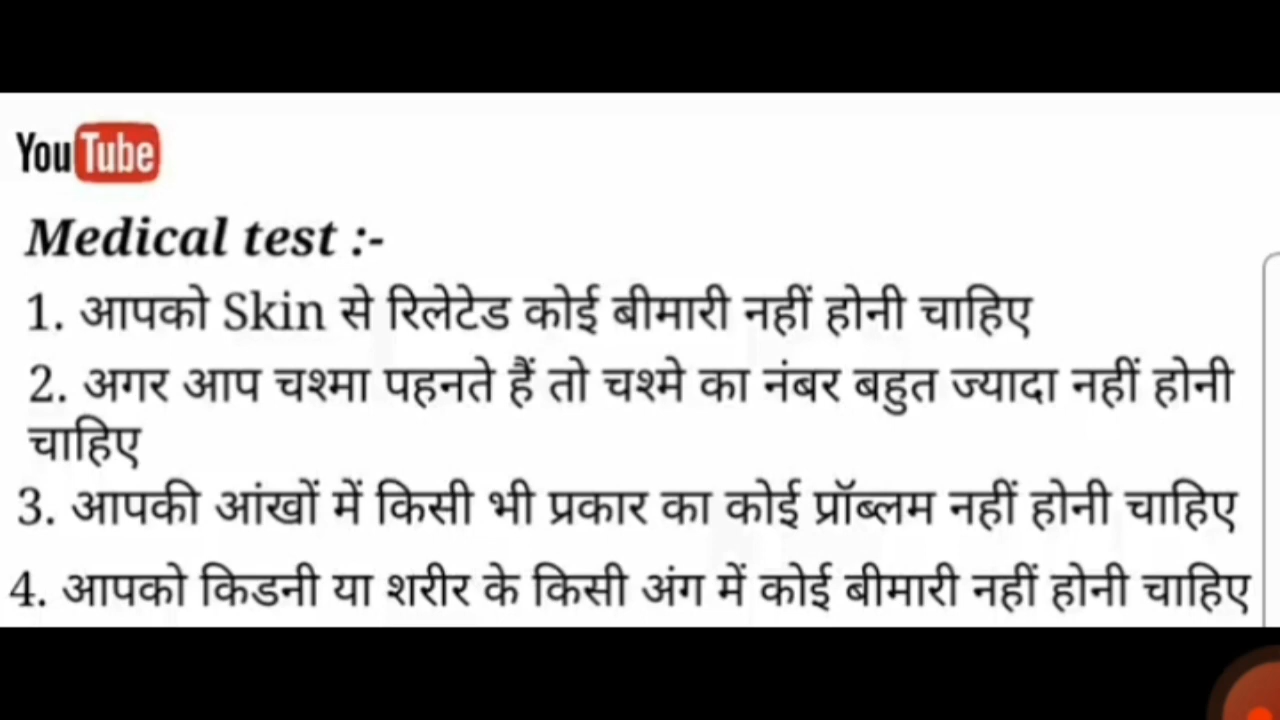 YouTube
Medical test :-
1. आपको Skin से रिलेटेड कोई बीमारी नहीं होनी चाहिए
2. अगर आप चश्मा पहनते हैं तो चश्मे का नंबर बहुत ज्यादा नहीं होनी
चाहिए
3. आपकी आंखों में किसी भी प्रकार का कोई प्रॉब्लम नहीं होनी चाहिए
4. आपको किडनी या शरीर के किसी अंग में कोई बीमारी नहीं होनी चाहिए